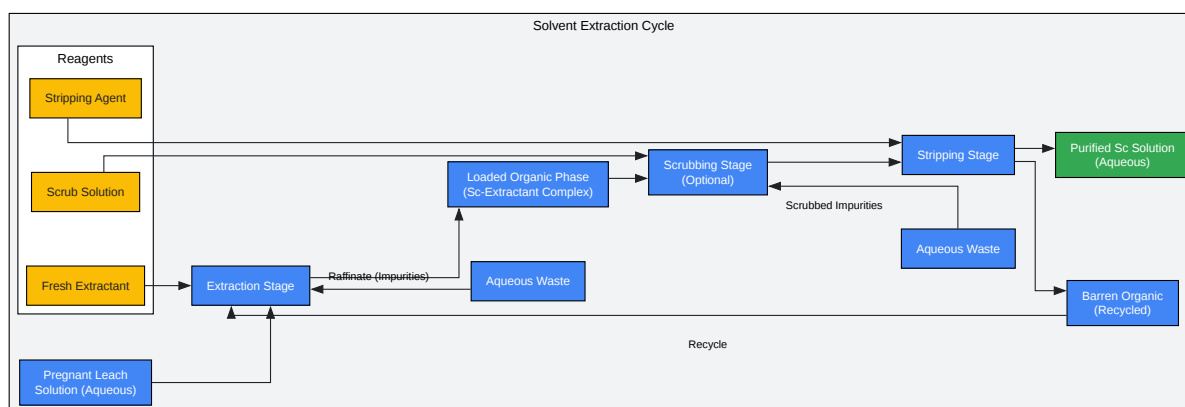 Solvent Extraction Cycle
Reagents
Stripping Agent
Scrub Solution
Fresh Extractant
Pregnant Leach
Solution (Aqueous)
Extraction Stage
Raffinate (Impurities)
Aqueous Waste
Loaded Organic Phase
(Sc-Extractant Complex)
Scrubbing Stage
(Optional)
Scrubbed Impurities
Aqueous Waste
Stripping Stage
Purified Sc Solution
(Aqueous)
Barren Organic
(Recycled)
Recycle